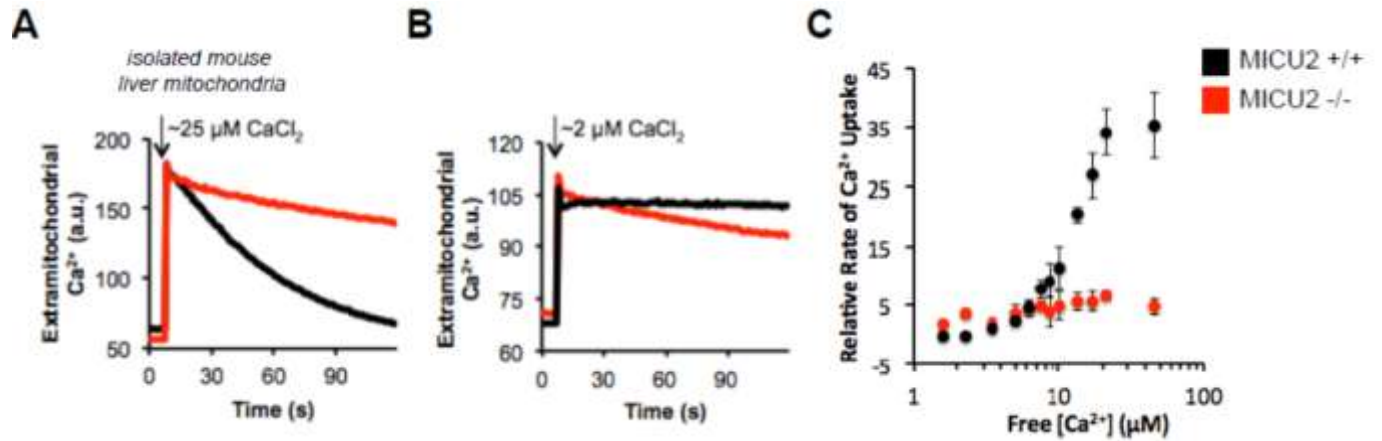 A
isolated mouse
liver mitochondria
~25 µM CaCl₂
200
150
100
50
Extramitochondrial
Ca²⁺ (a.u.)
0 30 60 90
Time (s)
B
~2 µM CaCl₂
120
105
90
75
60
Extramitochondrial
Ca²⁺ (a.u.)
0 30 60 90
Time (s)
C
MICU2 +/+
MICU2 -/-
45
35
25
15
5
-5
Relative Rate of Ca²⁺ Uptake
1 10 100
Free [Ca²⁺] (µM)